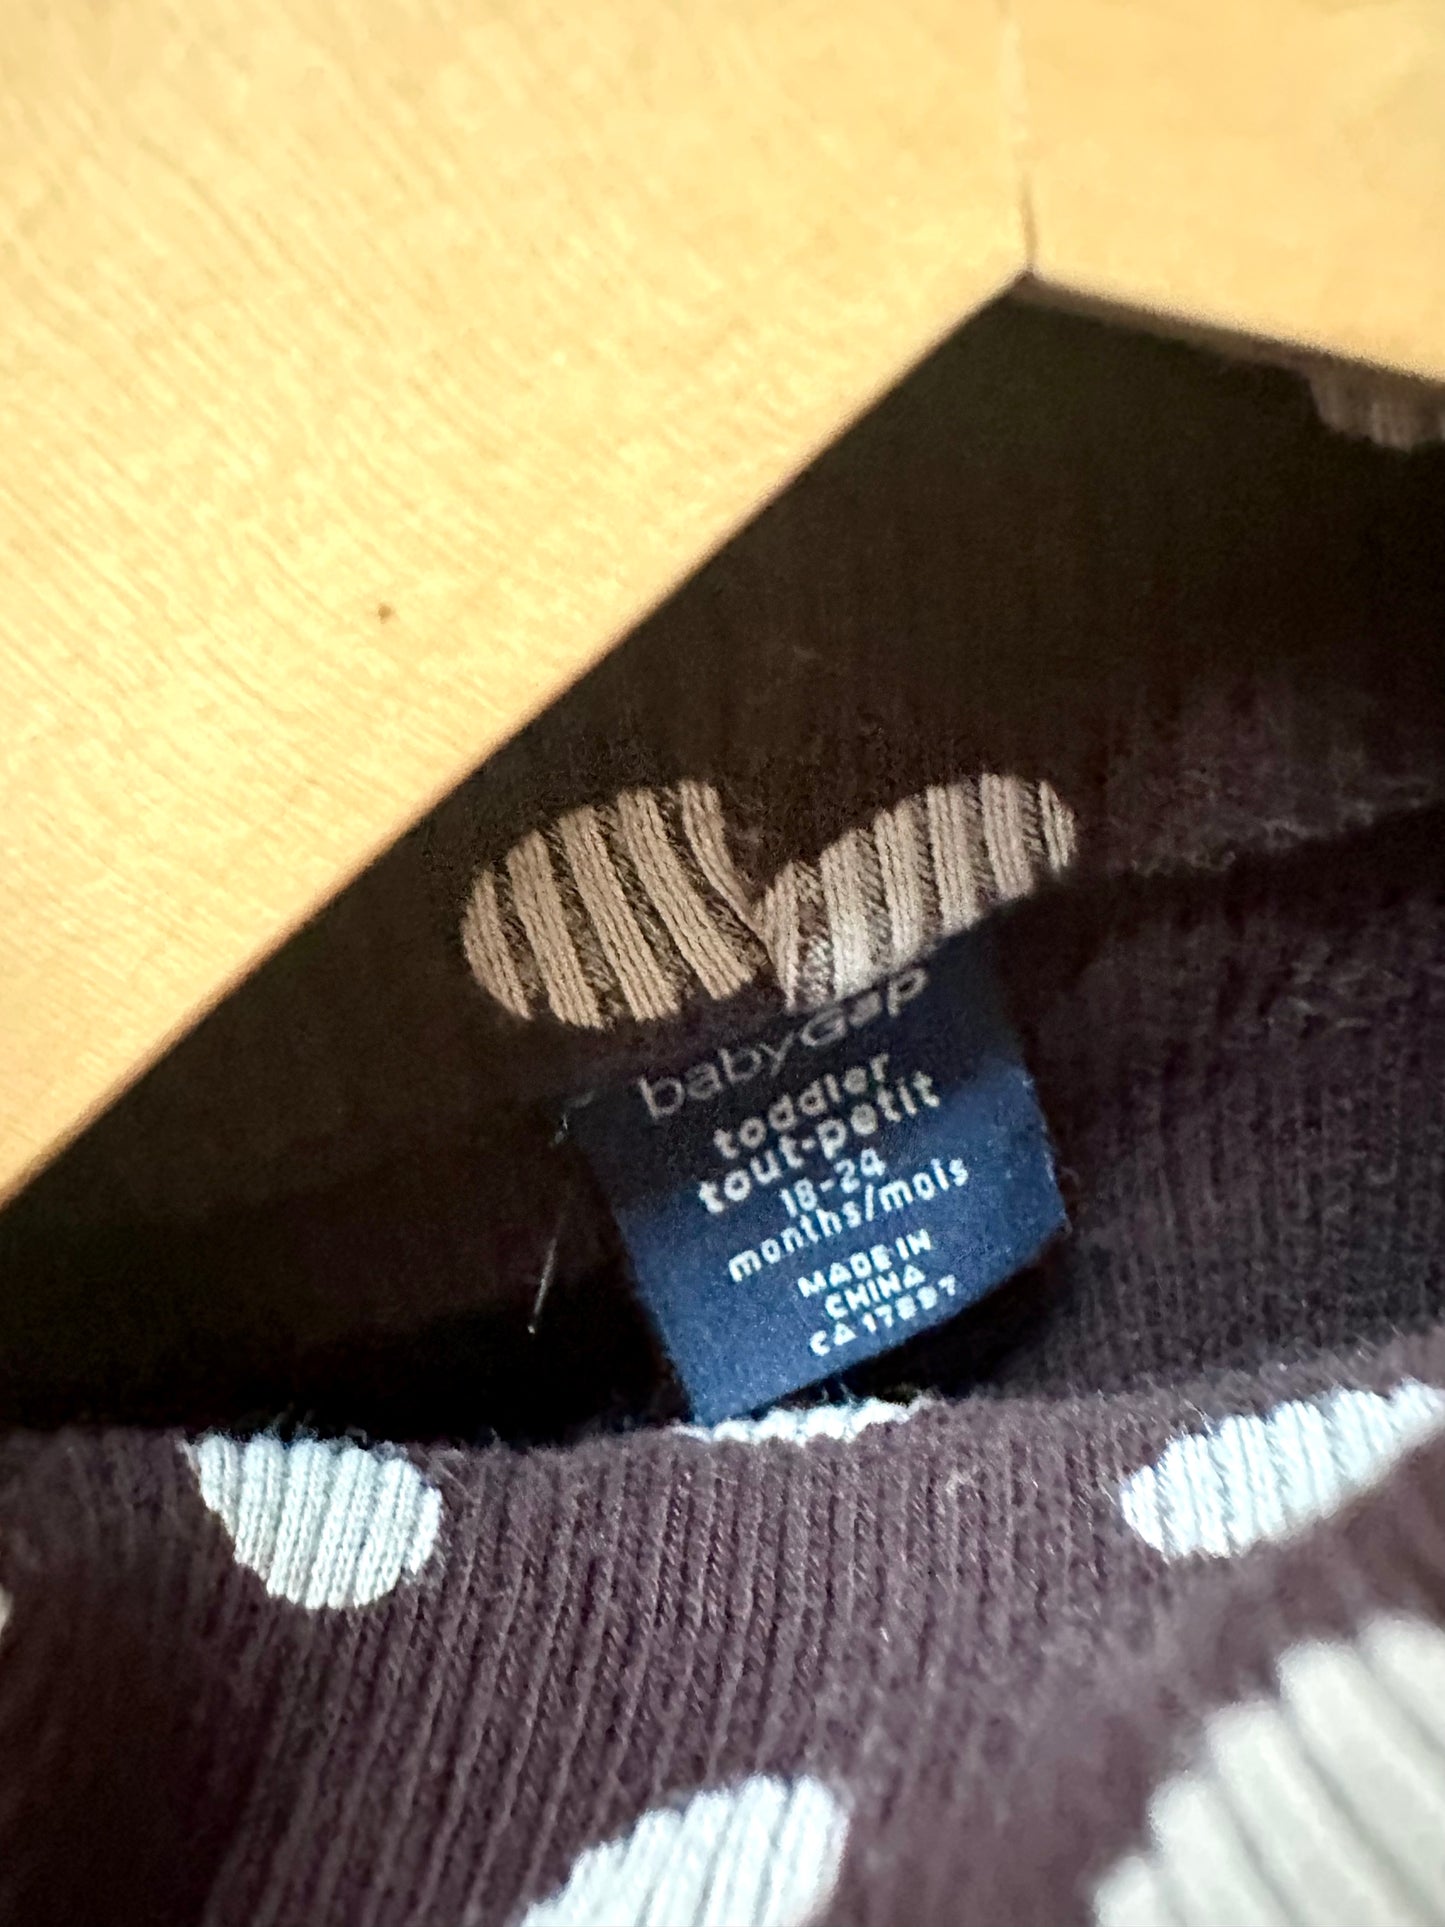 babyGap
toddler
tout-petit
18-24
months/mois
MADE IN
CHINA
CA 17897